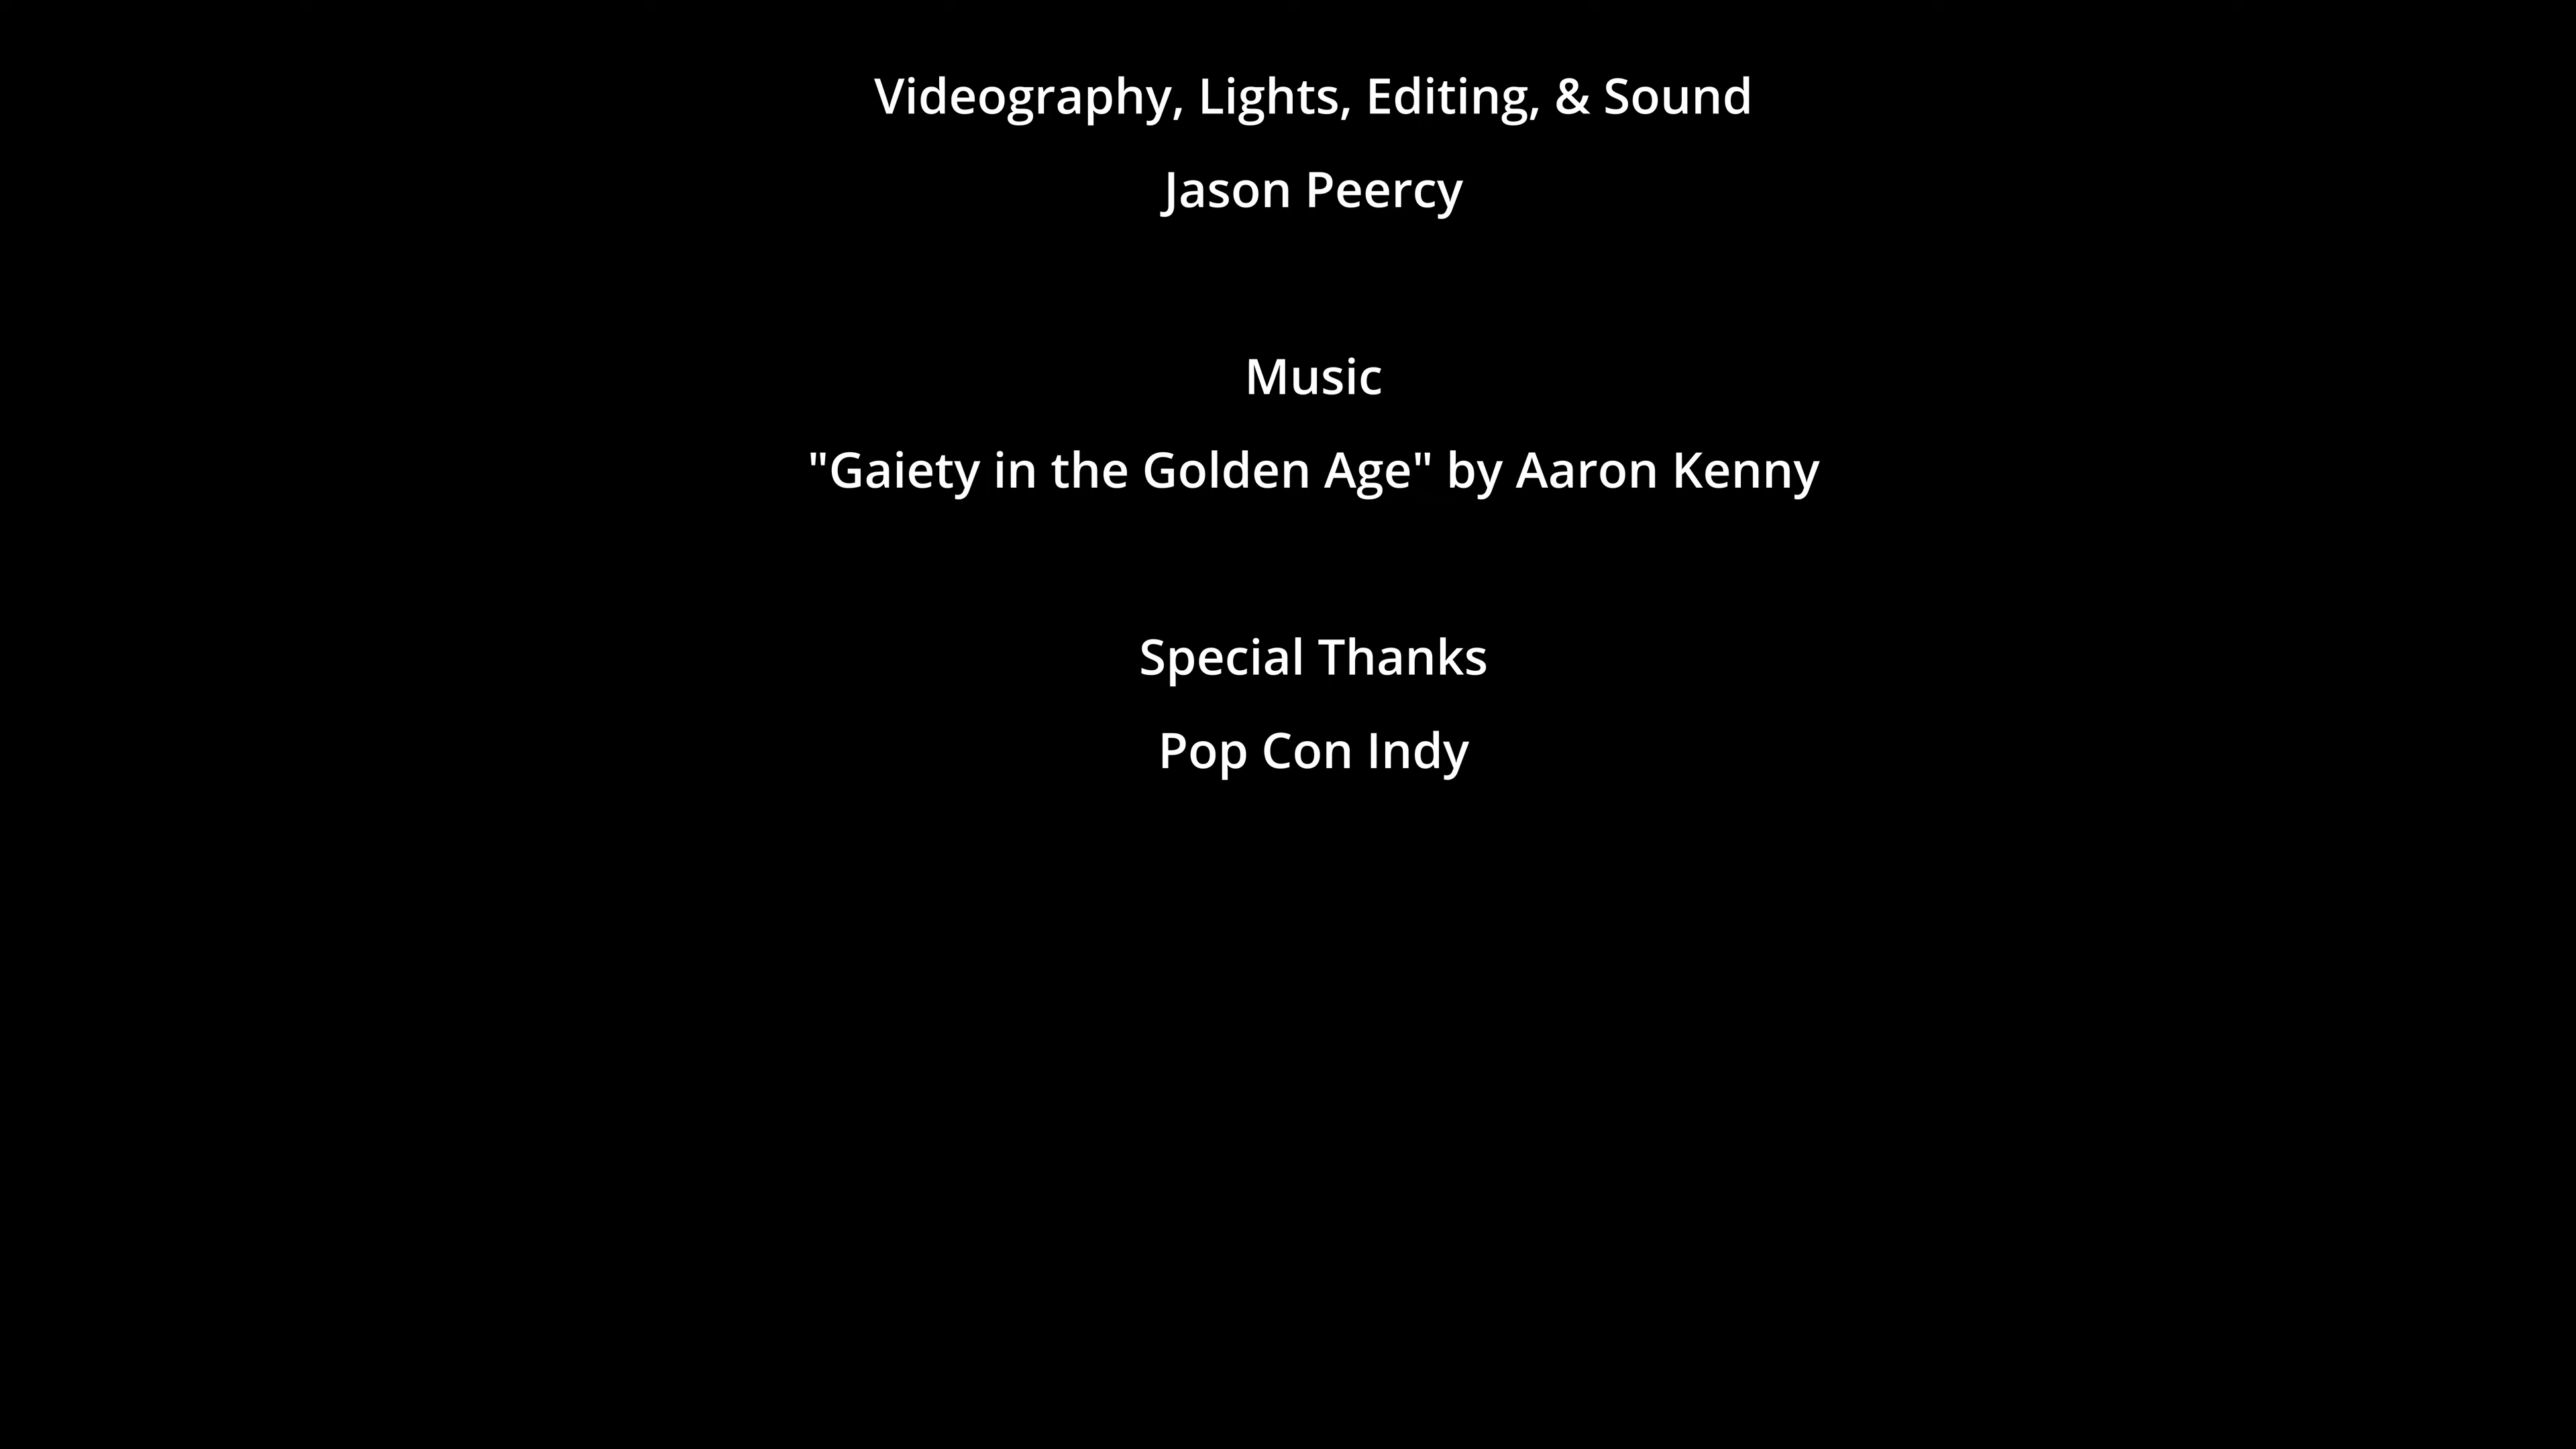 Videography, Lights, Editing, & Sound
Jason Peercy
Music
"Gaiety in the Golden Age" by Aaron Kenny
Special Thanks
Pop Con Indy